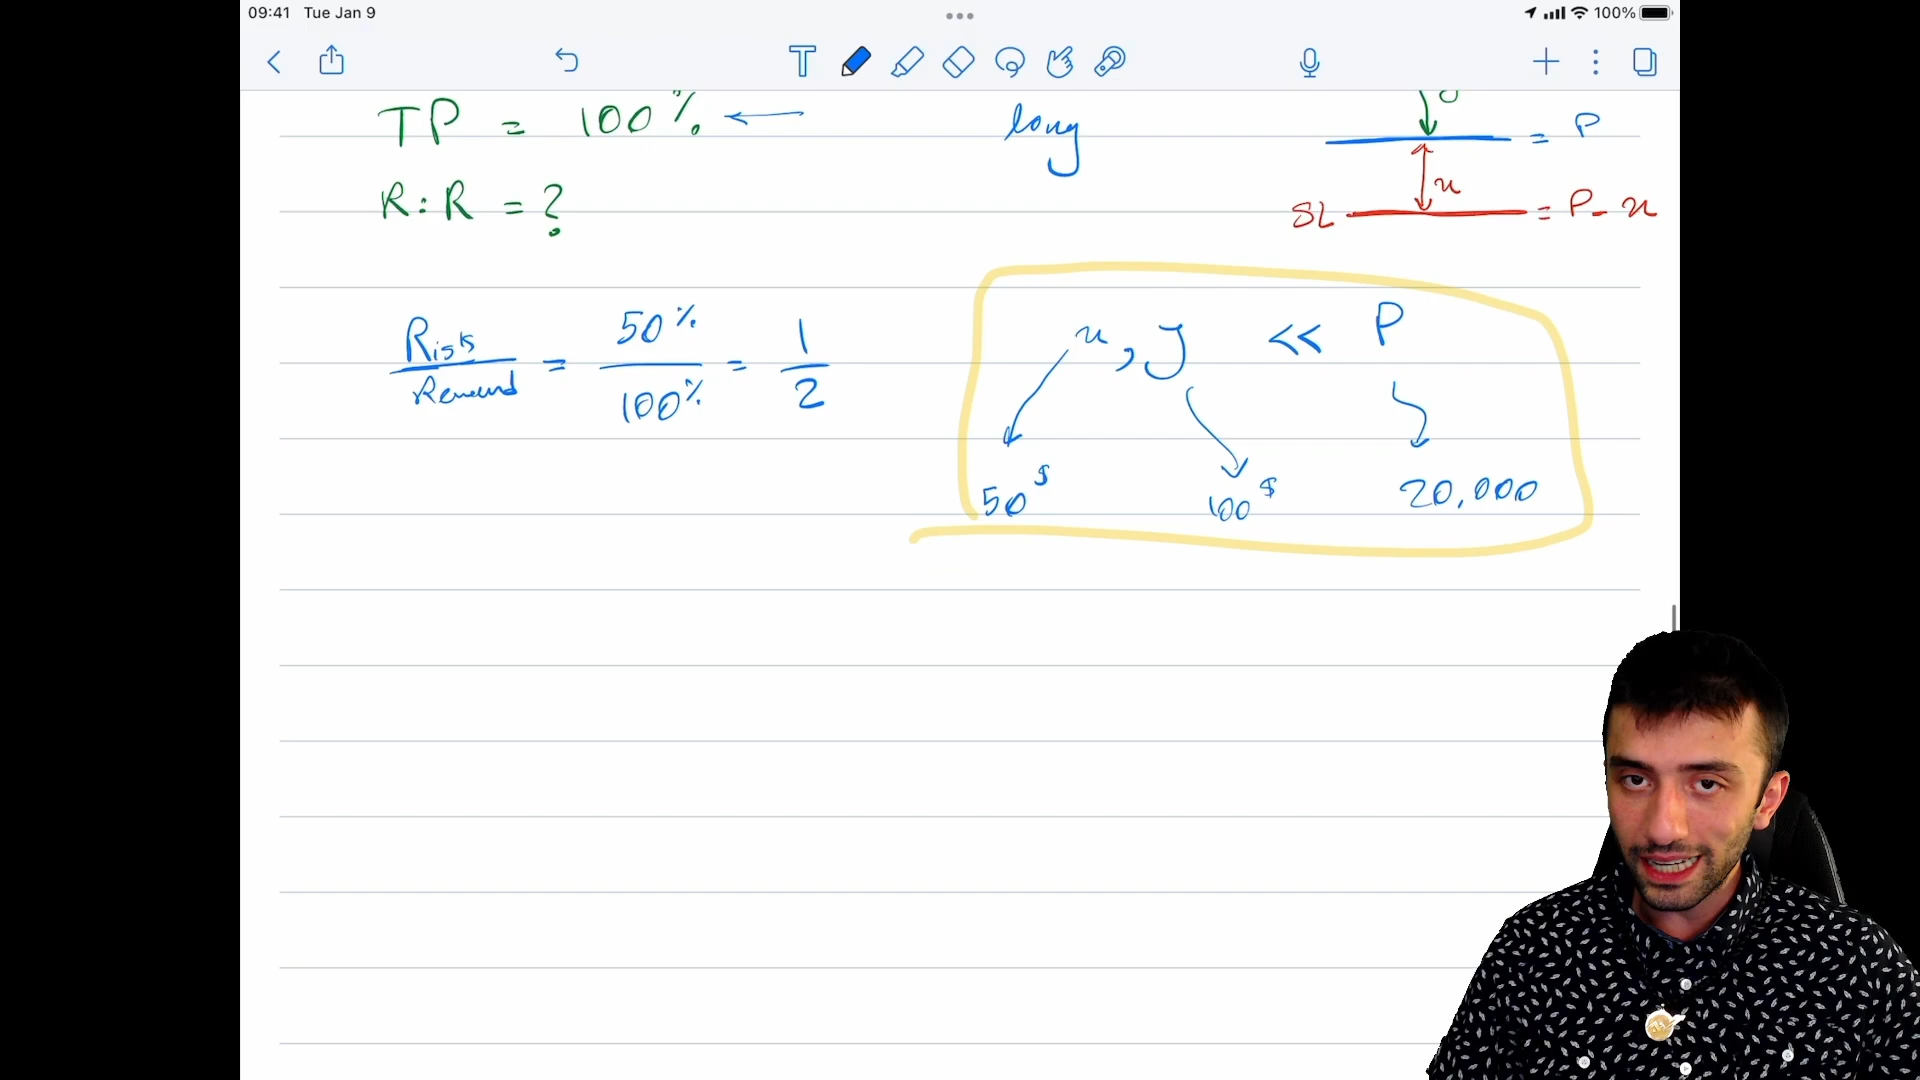 09:41 Tue Jan 9
100%
TP = 100% ← long
= P
x
R:R = ?
SL = P - x
Risk/Reward = 50%/100% = 1/2
x, y << P
50$ 100$ 20,000